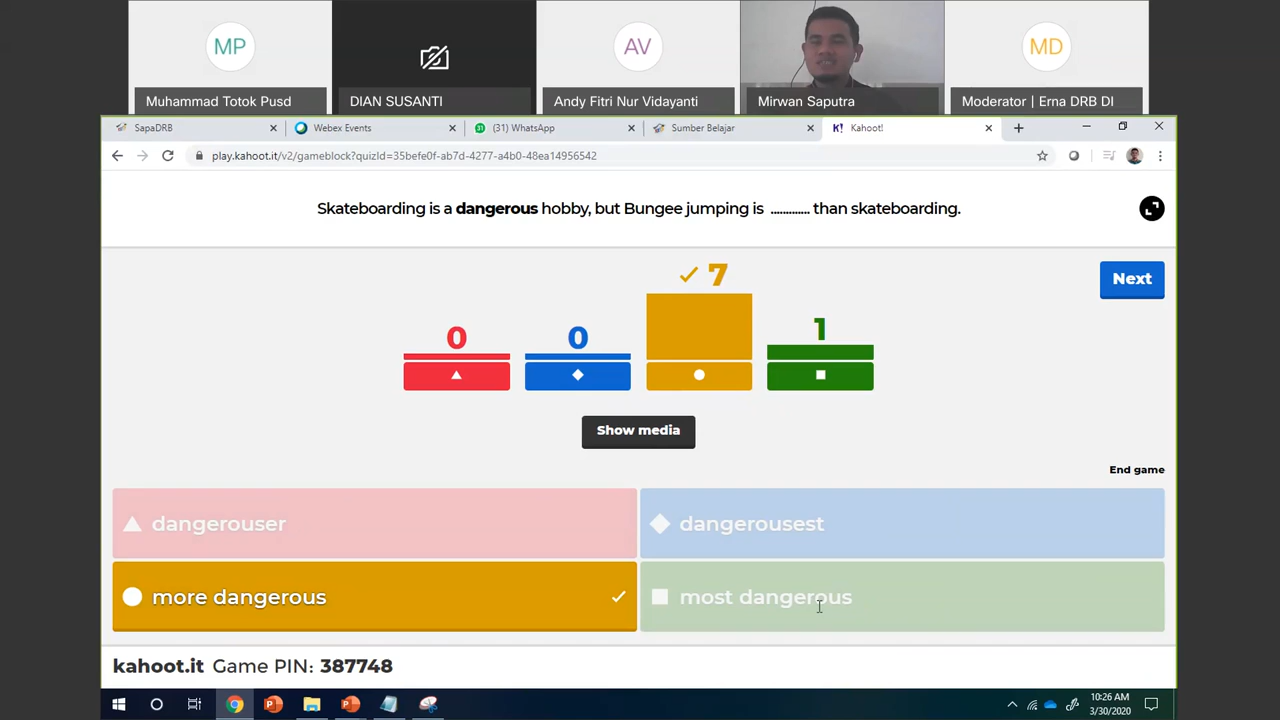 MP
AV
MD
Muhammad Totok Pusd
DIAN SUSANTI
Andy Fitri Nur Vidayanti
Mirwan Saputra
Moderator | Erna DRB DI
SapaDRB
Webex Events
(31) WhatsApp
Sumber Belajar
K! Kahoot!
play.kahoot.it/v2/gameblock?quizId=35befe0f-ab7d-4277-a4b0-48ea14956542
Skateboarding is a dangerous hobby, but Bungee jumping is ............. than skateboarding.
Next
0
0
7
1
Show media
End game
dangerouser
dangerousest
more dangerous
most dangerous
kahoot.it Game PIN: 387748
10:26 AM
3/30/2020